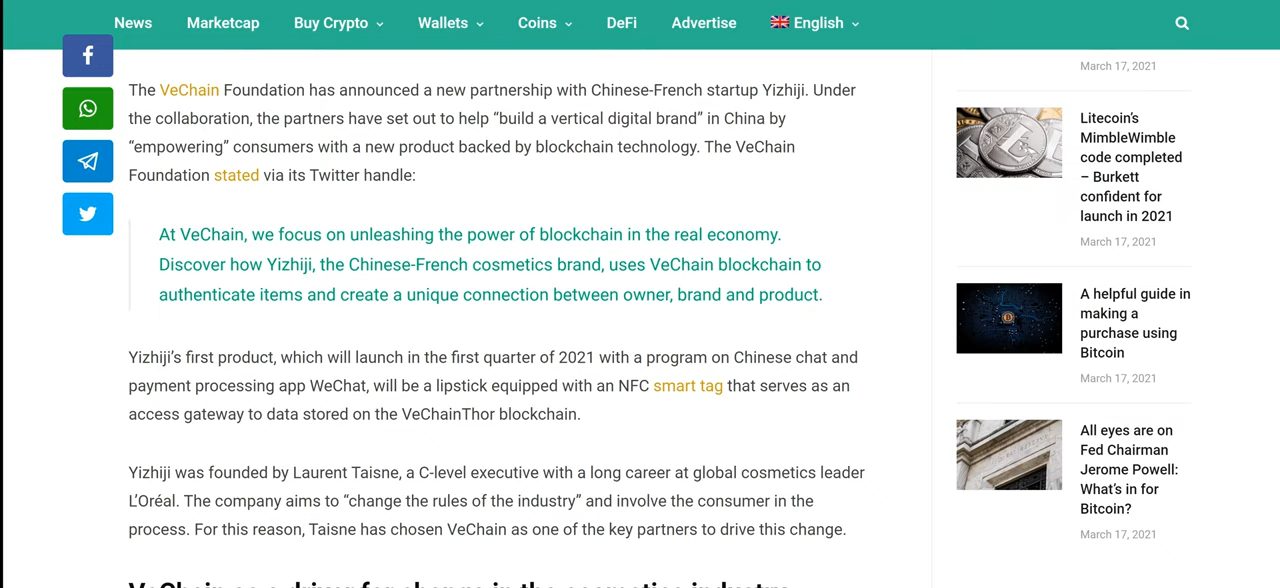 News Marketcap Buy Crypto Wallets Coins DeFi Advertise English
The VeChain Foundation has announced a new partnership with Chinese-French startup Yizhiji. Under
the collaboration, the partners have set out to help “build a vertical digital brand” in China by
“empowering” consumers with a new product backed by blockchain technology. The VeChain
Foundation stated via its Twitter handle:
At VeChain, we focus on unleashing the power of blockchain in the real economy.
Discover how Yizhiji, the Chinese-French cosmetics brand, uses VeChain blockchain to
authenticate items and create a unique connection between owner, brand and product.
Yizhiji’s first product, which will launch in the first quarter of 2021 with a program on Chinese chat and
payment processing app WeChat, will be a lipstick equipped with an NFC smart tag that serves as an
access gateway to data stored on the VeChainThor blockchain.
Yizhiji was founded by Laurent Taisne, a C-level executive with a long career at global cosmetics leader
L’Oréal. The company aims to “change the rules of the industry” and involve the consumer in the
process. For this reason, Taisne has chosen VeChain as one of the key partners to drive this change.
VeChain as a driver for change in the cosmetics industry
March 17, 2021
Litecoin’s
MimbleWimble
code completed
– Burkett
confident for
launch in 2021
March 17, 2021
A helpful guide in
making a
purchase using
Bitcoin
March 17, 2021
All eyes are on
Fed Chairman
Jerome Powell:
What’s in for
Bitcoin?
March 17, 2021